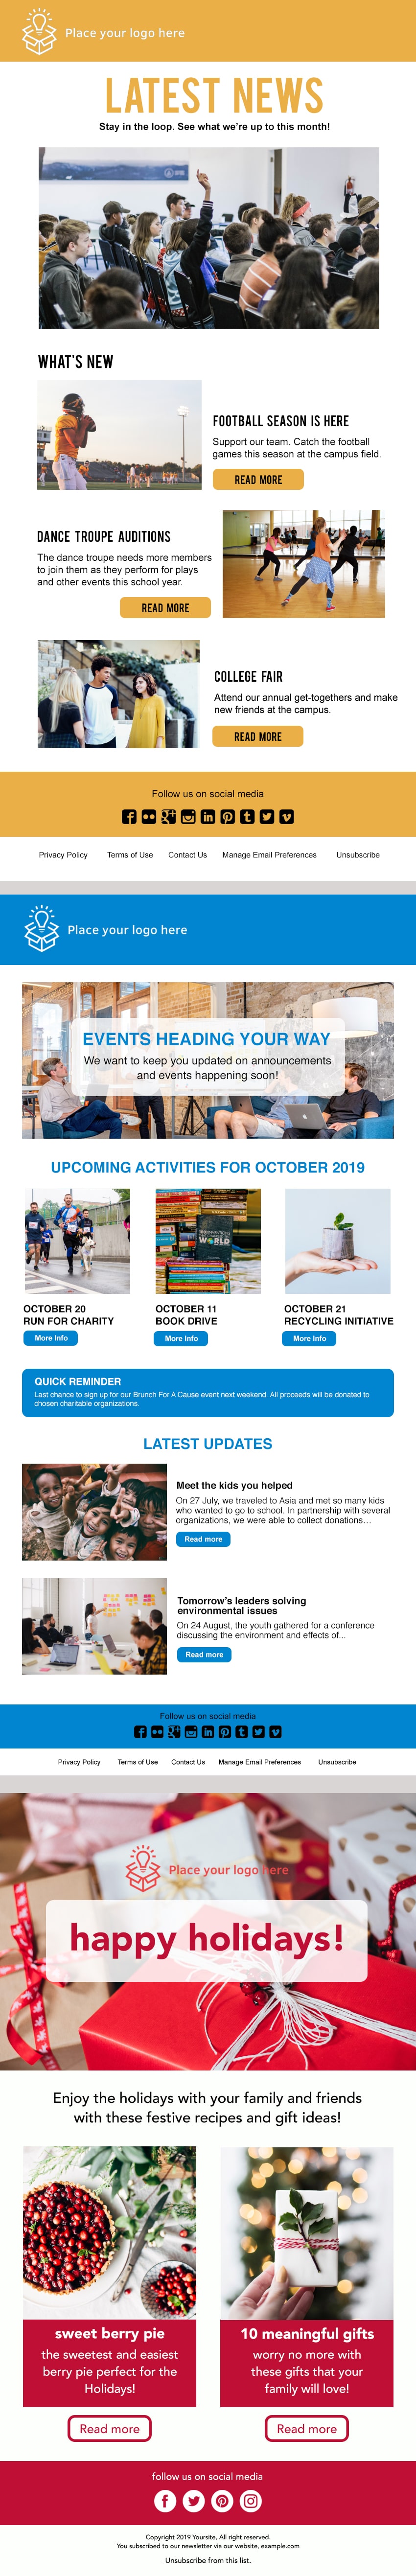 Place your logo here
LATEST NEWS
Stay in the loop. See what we're up to this month!
WHAT'S NEW
FOOTBALL SEASON IS HERE
Support our team. Catch the football
games this season at the campus field.
READ MORE
DANCE TROUPE AUDITIONS
The dance troupe needs more members
to join them as they perform for plays
and other events this school year.
READ MORE
COLLEGE FAIR
Attend our annual get-togethers and make
new friends at the campus.
READ MORE
Follow us on social media
Privacy Policy Terms of Use Contact Us Manage Email Preferences Unsubscribe
Place your logo here
EVENTS HEADING YOUR WAY
We want to keep you updated on announcements
and events happening soon!
UPCOMING ACTIVITIES FOR OCTOBER 2019
WORLD
OCTOBER 20
RUN FOR CHARITY
More Info
OCTOBER 11
BOOK DRIVE
More Info
OCTOBER 21
RECYCLING INITIATIVE
More Info
QUICK REMINDER
Last chance to sign up for our Brunch For A Cause event next weekend. All proceeds will be donated to
chosen charitable organizations.
LATEST UPDATES
Meet the kids you helped
On 27 July, we traveled to Asia and met so many kids
who wanted to go to school. In partnership with several
organizations, we were able to collect donations…
Read more
Tomorrow's leaders solving
environmental issues
On 24 August, the youth gathered for a conference
discussing the environment and effects of...
Read more
Follow us on social media
Privacy Policy Terms of Use Contact Us Manage Email Preferences Unsubscribe
Place your logo here
happy holidays!
Enjoy the holidays with your family and friends
with these festive recipes and gift ideas!
sweet berry pie
the sweetest and easiest
berry pie perfect for the
Holidays!
Read more
10 meaningful gifts
worry no more with
these gifts that your
family will love!
Read more
follow us on social media
Copyright 2019 Yoursite, All right reserved.
You subscribed to our newsletter via our website, example.com
Unsubscribe from this list.